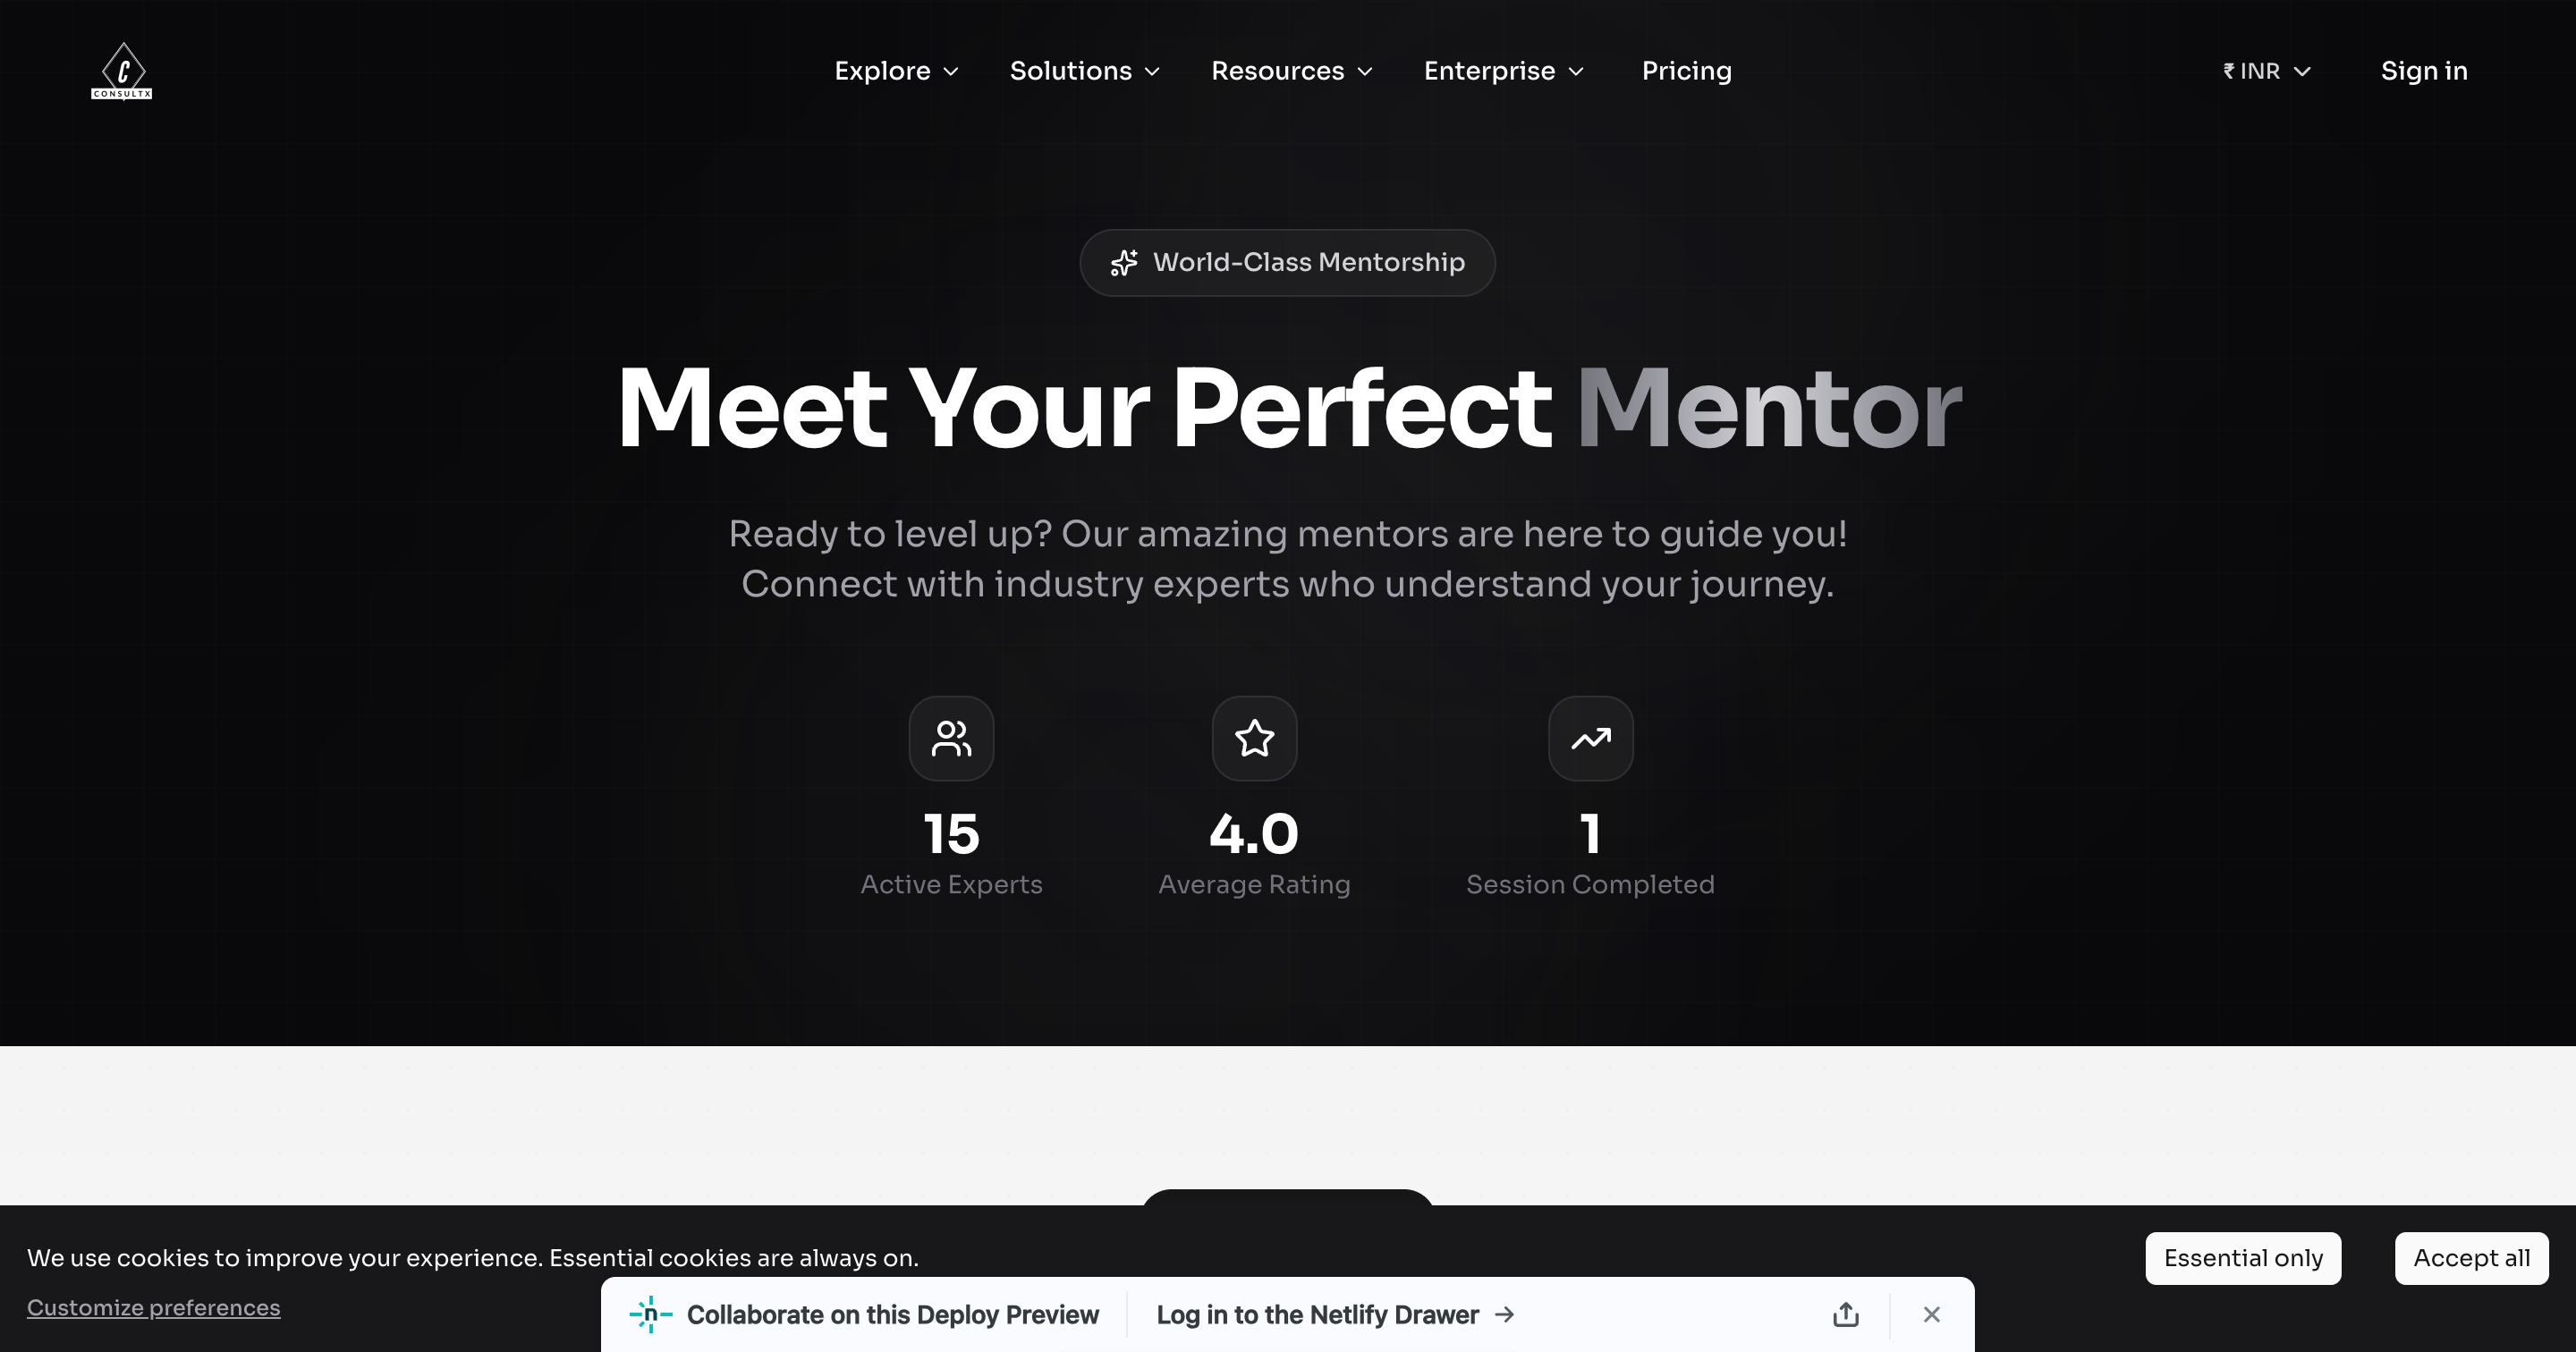 C
CONSULTX
Explore
Solutions
Resources
Enterprise
Pricing
₹ INR
Sign in
World-Class Mentorship
Meet Your Perfect Mentor
Ready to level up? Our amazing mentors are here to guide you!
Connect with industry experts who understand your journey.
15
Active Experts
4.0
Average Rating
1
Session Completed
We use cookies to improve your experience. Essential cookies are always on.
Customize preferences
Essential only
Accept all
n
Collaborate on this Deploy Preview
Log in to the Netlify Drawer →